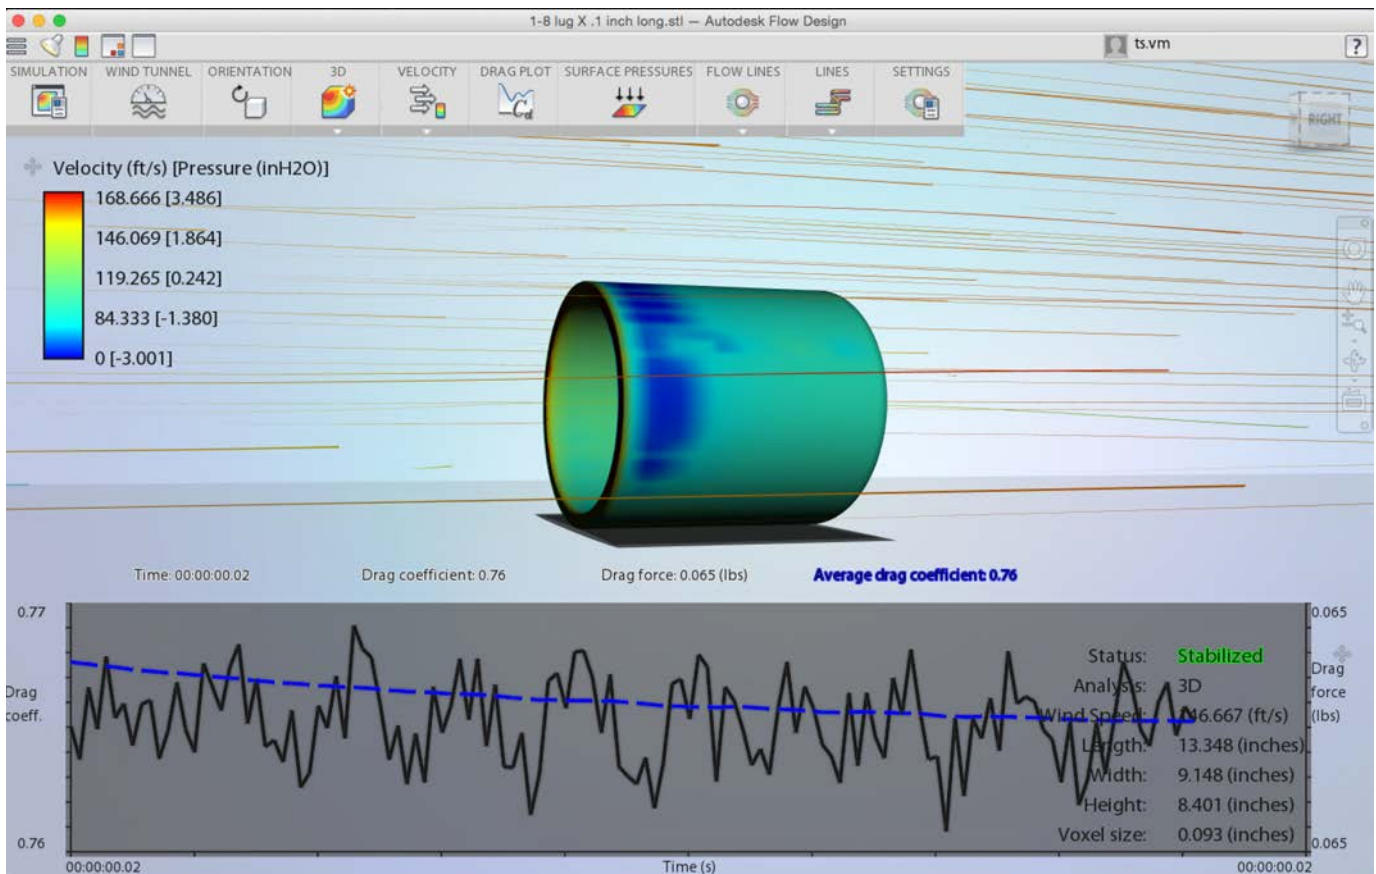 1-8 lug X .1 inch long.stl — Autodesk Flow Design
ts.vm
?
SIMULATION WIND TUNNEL ORIENTATION 3D VELOCITY DRAG PLOT SURFACE PRESSURES FLOW LINES LINES SETTINGS
Cd
RIGHT
Velocity (ft/s) [Pressure (inH2O)]
168.666 [3.486]
146.069 [1.864]
119.265 [0.242]
84.333 [-1.380]
0 [-3.001]
Time: 00:00:00.02 Drag coefficient: 0.76 Drag force: 0.065 (lbs) Average drag coefficient: 0.76
0.77
Drag
coeff.
0.76
Status: Stabilized
Analysis: 3D
Wind Speed: 146.667 (ft/s)
Length: 13.348 (inches)
Width: 9.148 (inches)
Height: 8.401 (inches)
Voxel size: 0.093 (inches)
0.065
Drag
force
(lbs)
0.065
00:00:00.02 Time (s) 00:00:00.02